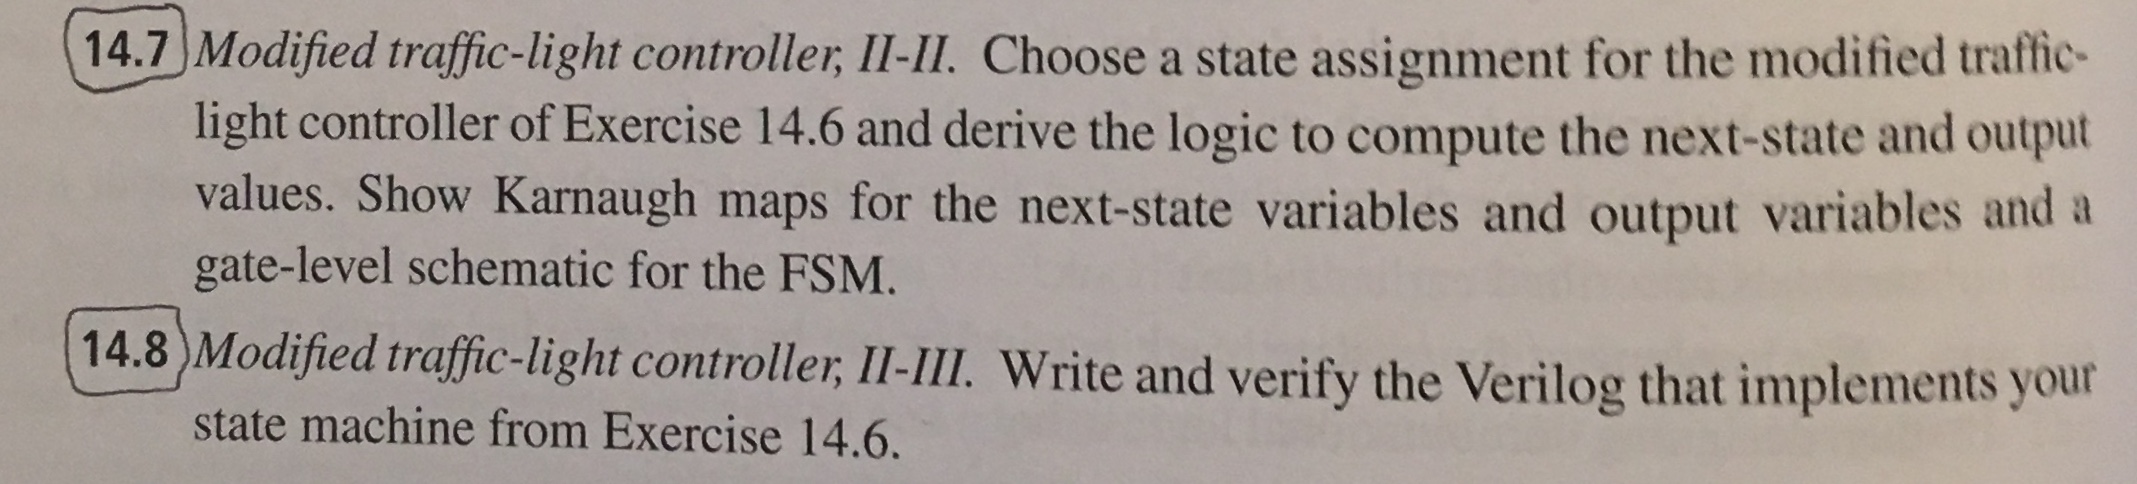 14.7 Modified traffic-light controller, II-II. Choose a state assignment for the modified traffic-
light controller of Exercise 14.6 and derive the logic to compute the next-state and output
values. Show Karnaugh maps for the next-state variables and output variables and a
gate-level schematic for the FSM.
14.8 Modified traffic-light controller, II-III. Write and verify the Verilog that implements your
state machine from Exercise 14.6.